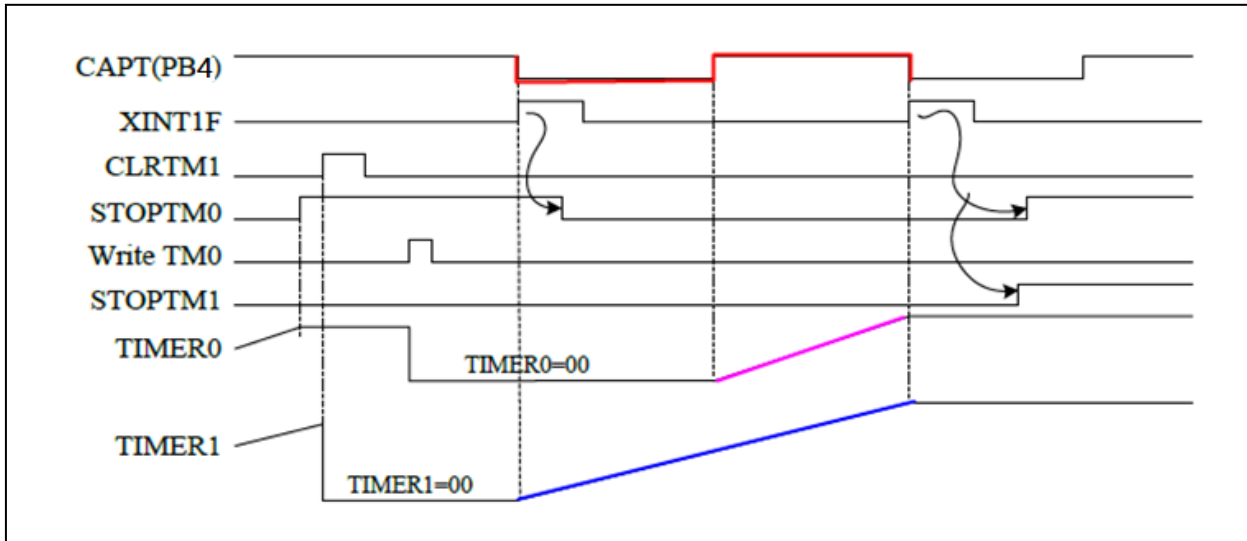 CAPT(PB4)
XINT1F
CLRTM1
STOPTM0
Write TM0
STOPTM1
TIMER0
TIMER0=00
TIMER1
TIMER1=00